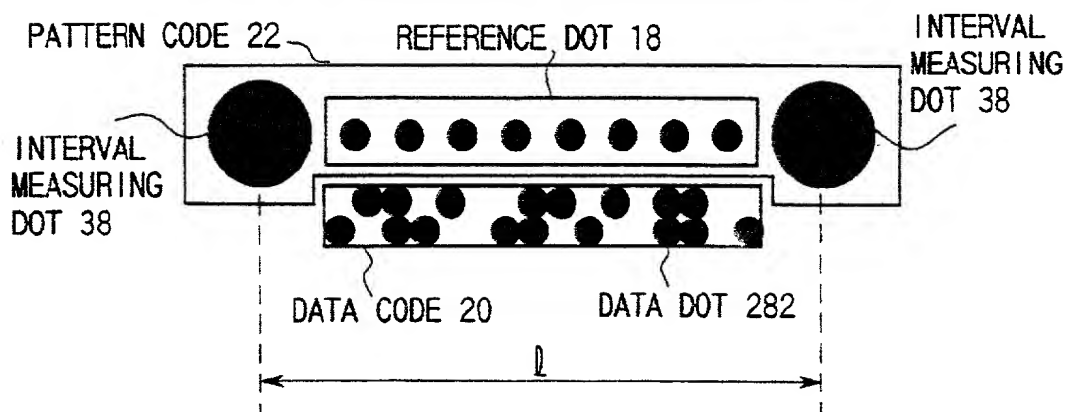 PATTERN CODE 22
REFERENCE DOT 18
INTERVAL
MEASURING
DOT 38
INTERVAL
MEASURING
DOT 38
DATA CODE 20
DATA DOT 282
ℓ